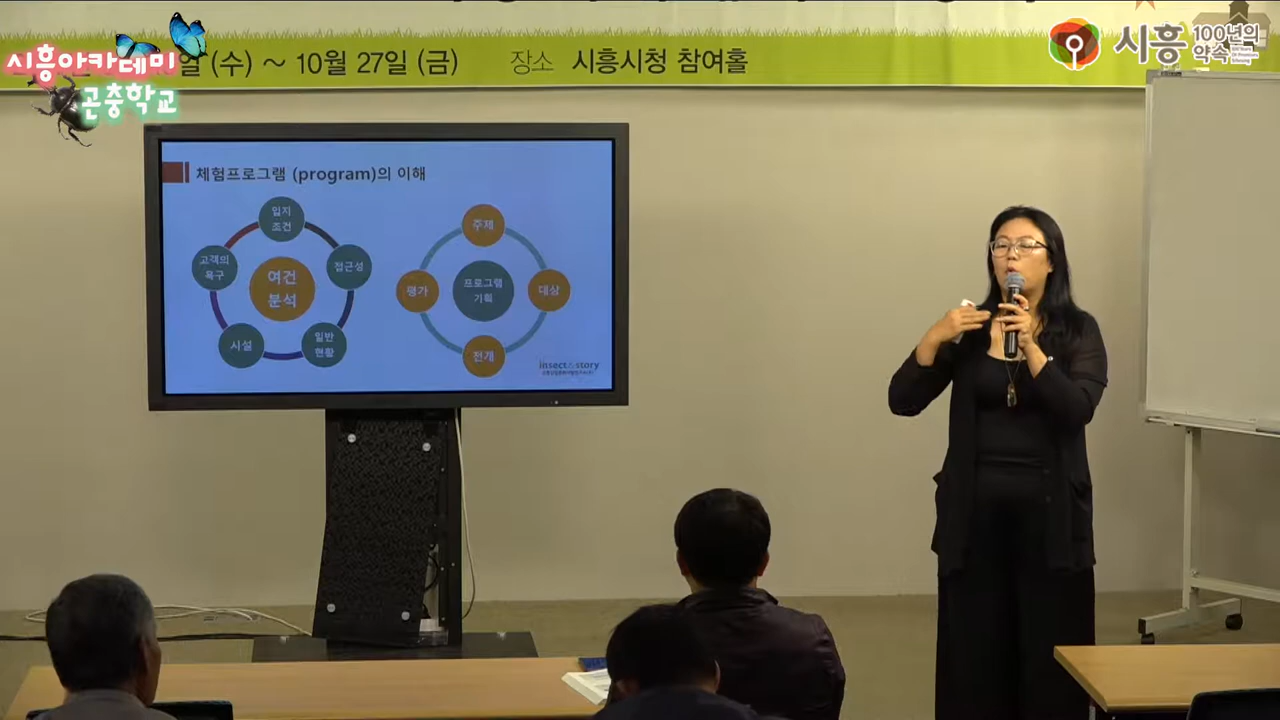 시흥아카데미
곤충학교
일 (수) ~ 10월 27일 (금)
장소 시흥시청 참여홀
시흥 100년의 약속
체험프로그램 (program)의 이해
입지 조건
고객의 욕구
접근성
여건 분석
시설
일반 현황
주제
평가
프로그램 기획
대상
전개
insect & story